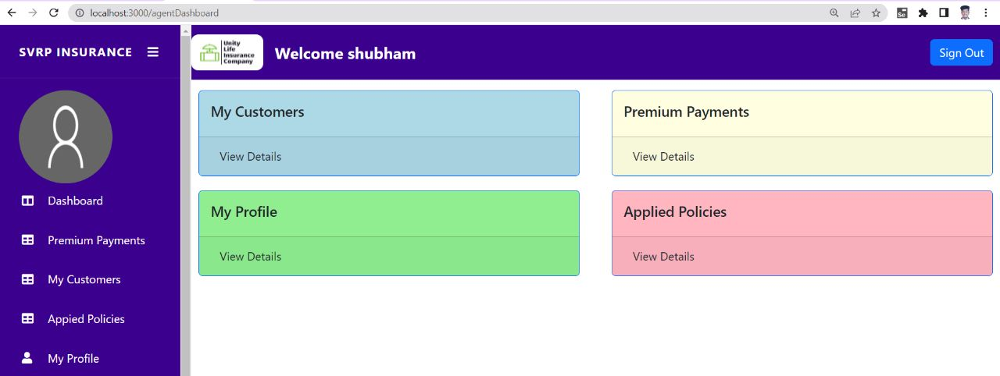 localhost:3000/agentDashboard
Se
SVRP INSURANCE
Unity
Life
Insurance
Company
Welcome shubham
Sign Out
My Customers
View Details
Premium Payments
View Details
My Profile
View Details
Applied Policies
View Details
Dashboard
Premium Payments
My Customers
Appied Policies
My Profile